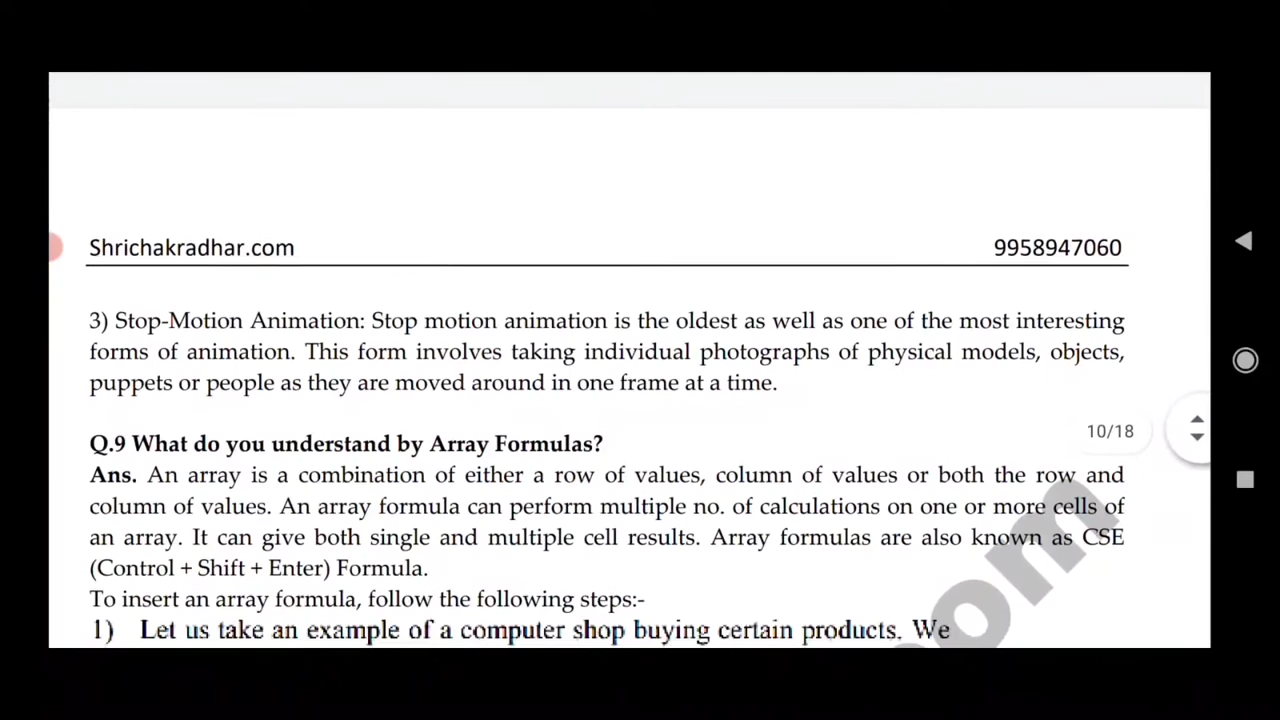 Shrichakradhar.com 9958947060
3) Stop-Motion Animation: Stop motion animation is the oldest as well as one of the most interesting
forms of animation. This form involves taking individual photographs of physical models, objects,
puppets or people as they are moved around in one frame at a time.
Q.9 What do you understand by Array Formulas?
10/18
Ans. An array is a combination of either a row of values, column of values or both the row and
column of values. An array formula can perform multiple no. of calculations on one or more cells of
an array. It can give both single and multiple cell results. Array formulas are also known as CSE
(Control + Shift + Enter) Formula.
To insert an array formula, follow the following steps:-
1) Let us take an example of a computer shop buying certain products. We
oom